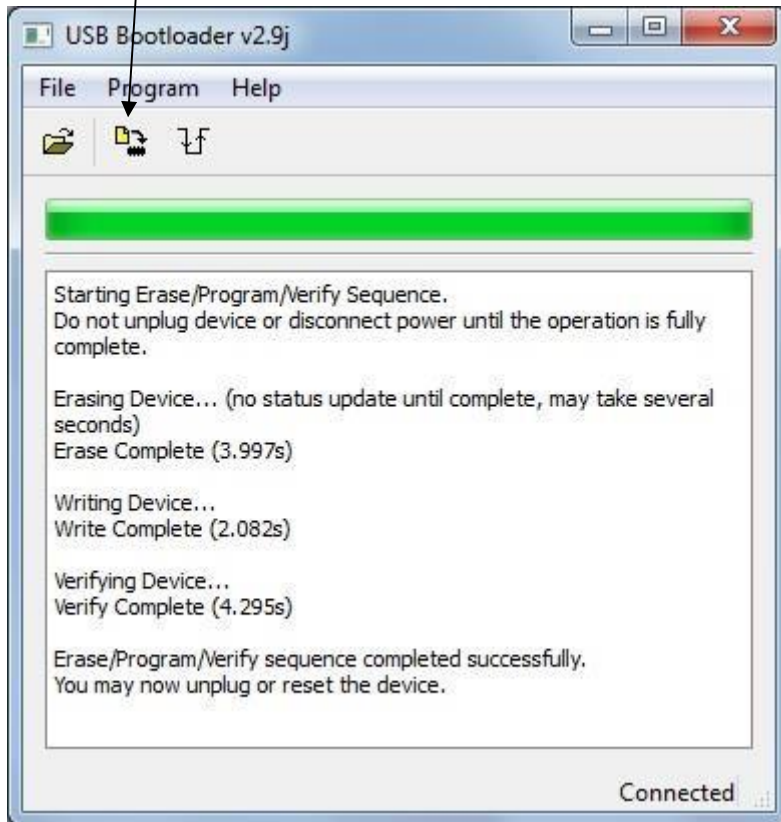 USB Bootloader v2.9j
File Program Help
Starting Erase/Program/Verify Sequence.
Do not unplug device or disconnect power until the operation is fully
complete.
Erasing Device... (no status update until complete, may take several
seconds)
Erase Complete (3.997s)
Writing Device...
Write Complete (2.082s)
Verifying Device...
Verify Complete (4.295s)
Erase/Program/Verify sequence completed successfully.
You may now unplug or reset the device.
Connected